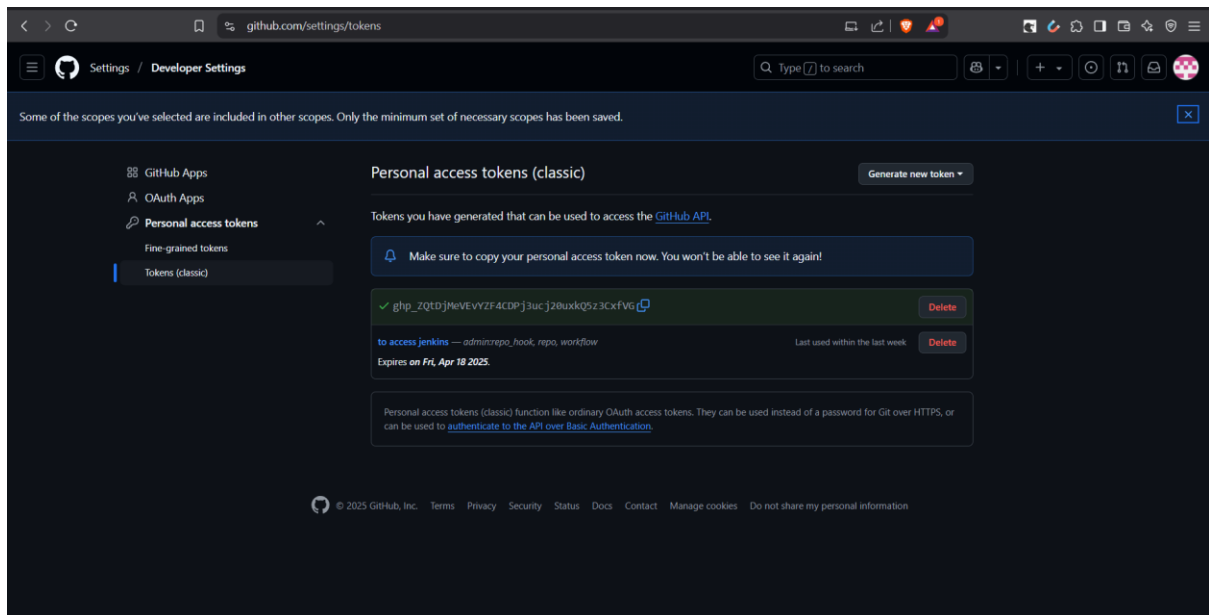 github.com/settings/tokens
Settings / Developer Settings
Type / to search
Some of the scopes you've selected are included in other scopes. Only the minimum set of necessary scopes has been saved.
GitHub Apps
OAuth Apps
Personal access tokens
Fine-grained tokens
Tokens (classic)
Personal access tokens (classic)
Generate new token
Tokens you have generated that can be used to access the GitHub API.
Make sure to copy your personal access token now. You won't be able to see it again!
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
Delete
to access jenkins — admin:repo_hook, repo, workflow
Last used within the last week
Delete
Expires on Fri, Apr 18 2025.
Personal access tokens (classic) function like ordinary OAuth access tokens. They can be used instead of a password for Git over HTTPS, or
can be used to authenticate to the API over Basic Authentication.
© 2025 GitHub, Inc. Terms Privacy Security Status Docs Contact Manage cookies Do not share my personal information